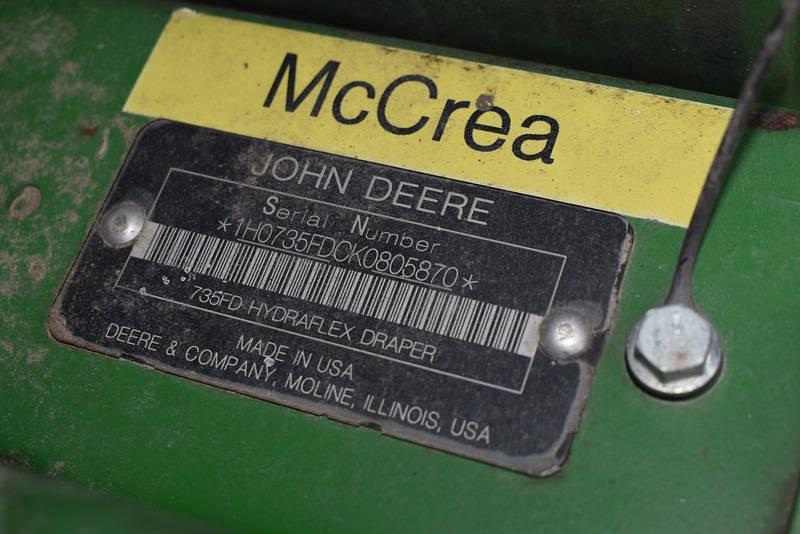 McCrea
JOHN DEERE
Serial Number
*1H0735FDCK0805870*
735FD HYDRAFLEX DRAPER
MADE IN USA
DEERE & COMPANY, MOLINE, ILLINOIS, USA